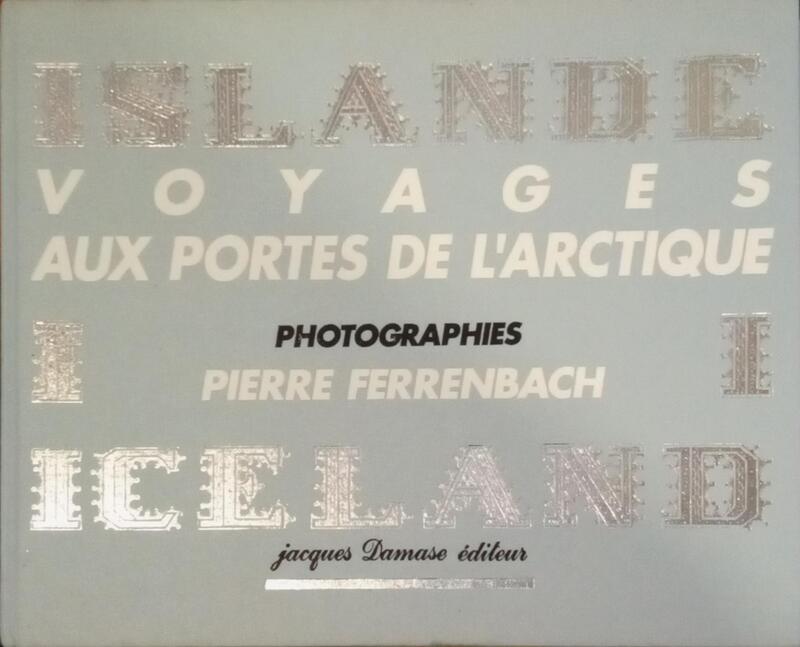 ISLANDE
VOYAGES
AUX PORTES DE L'ARCTIQUE
PHOTOGRAPHIES
I I
PIERRE FERRENBACH
ICELAND
jacques Damase éditeur